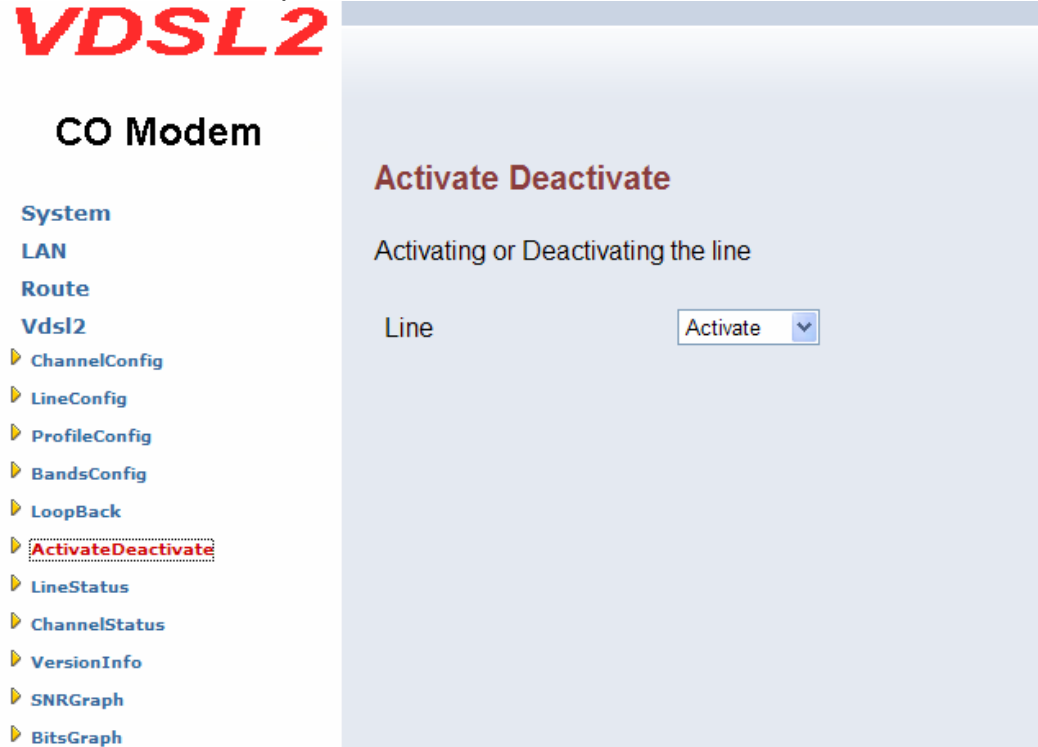 VDSL2
CO Modem
System
LAN
Route
Vdsl2
ChannelConfig
LineConfig
ProfileConfig
BandsConfig
LoopBack
ActivateDeactivate
LineStatus
ChannelStatus
VersionInfo
SNRGraph
BitsGraph
Activate Deactivate
Activating or Deactivating the line
Line Activate